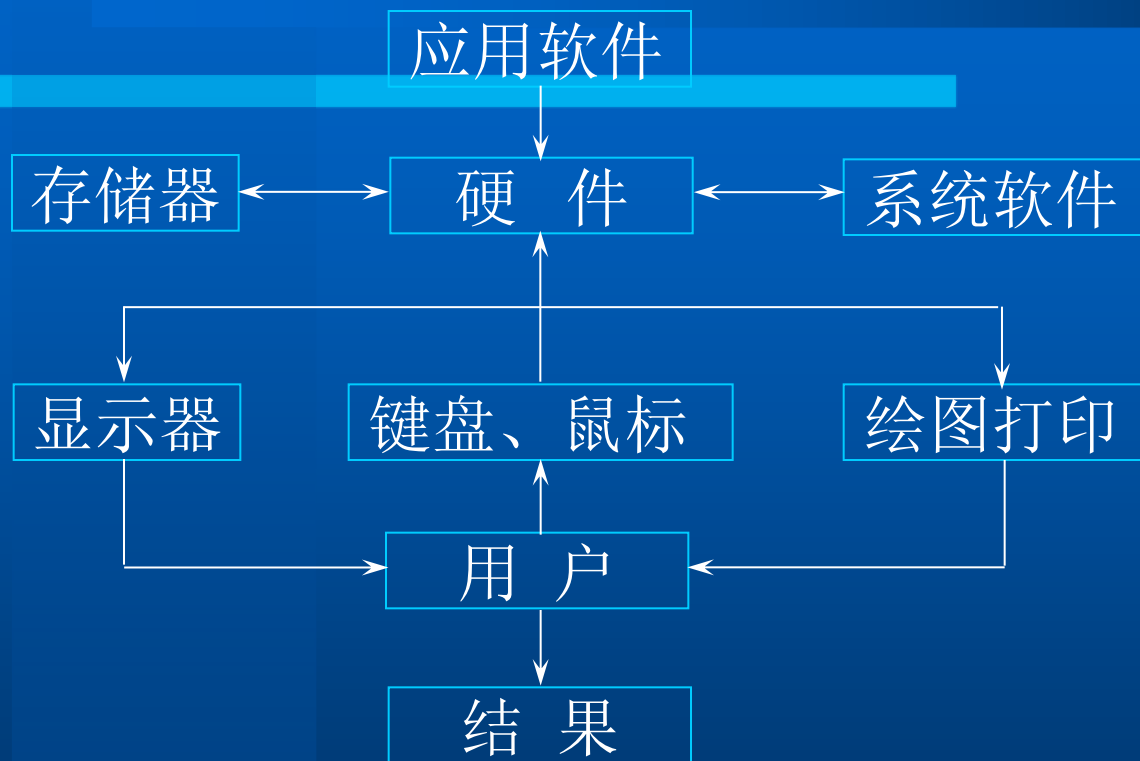 应用软件
存储器
硬 件
系统软件
显示器
键盘、鼠标
绘图打印
用 户
结 果